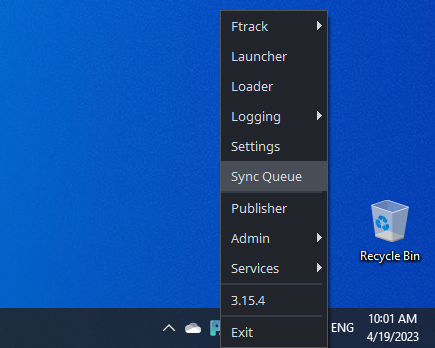 Ftrack
Launcher
Loader
Logging
Settings
Sync Queue
Publisher
Admin
Services
3.15.4
Exit
Recycle Bin
ENG
10:01 AM
4/19/2023